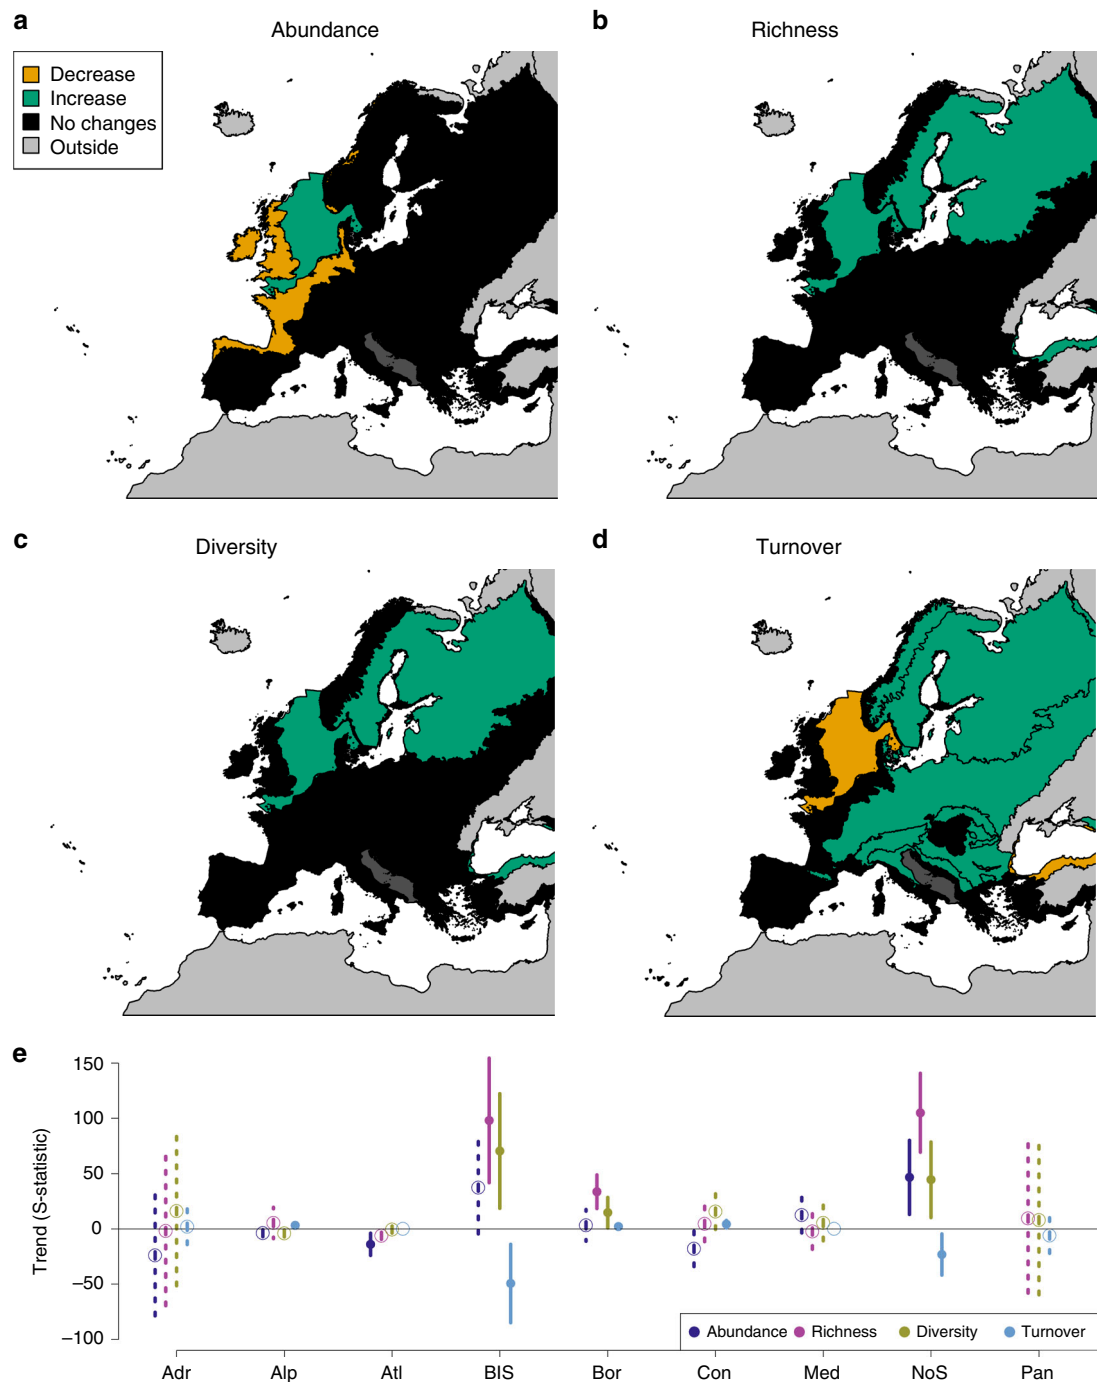 a
Abundance
Decrease
Increase
No changes
Outside
b
Richness
c
Diversity
d
Turnover
e
Trend (S-statistic)
150
100
50
0
−50
−100
Abundance
Richness
Diversity
Turnover
Adr
Alp
Atl
BIS
Bor
Con
Med
NoS
Pan